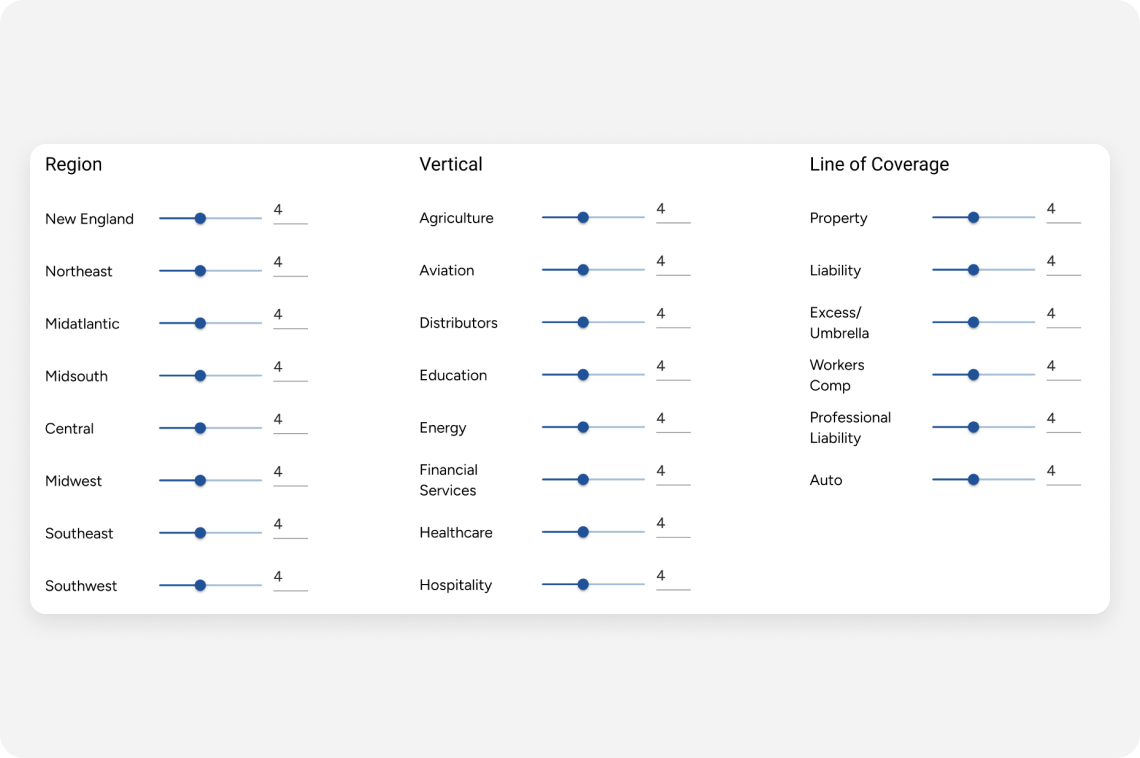 Region
New England 4
Northeast 4
Midatlantic 4
Midsouth 4
Central 4
Midwest 4
Southeast 4
Southwest 4
Vertical
Agriculture 4
Aviation 4
Distributors 4
Education 4
Energy 4
Financial
Services 4
Healthcare 4
Hospitality 4
Line of Coverage
Property 4
Liability 4
Excess/
Umbrella 4
Workers
Comp 4
Professional
Liability 4
Auto 4